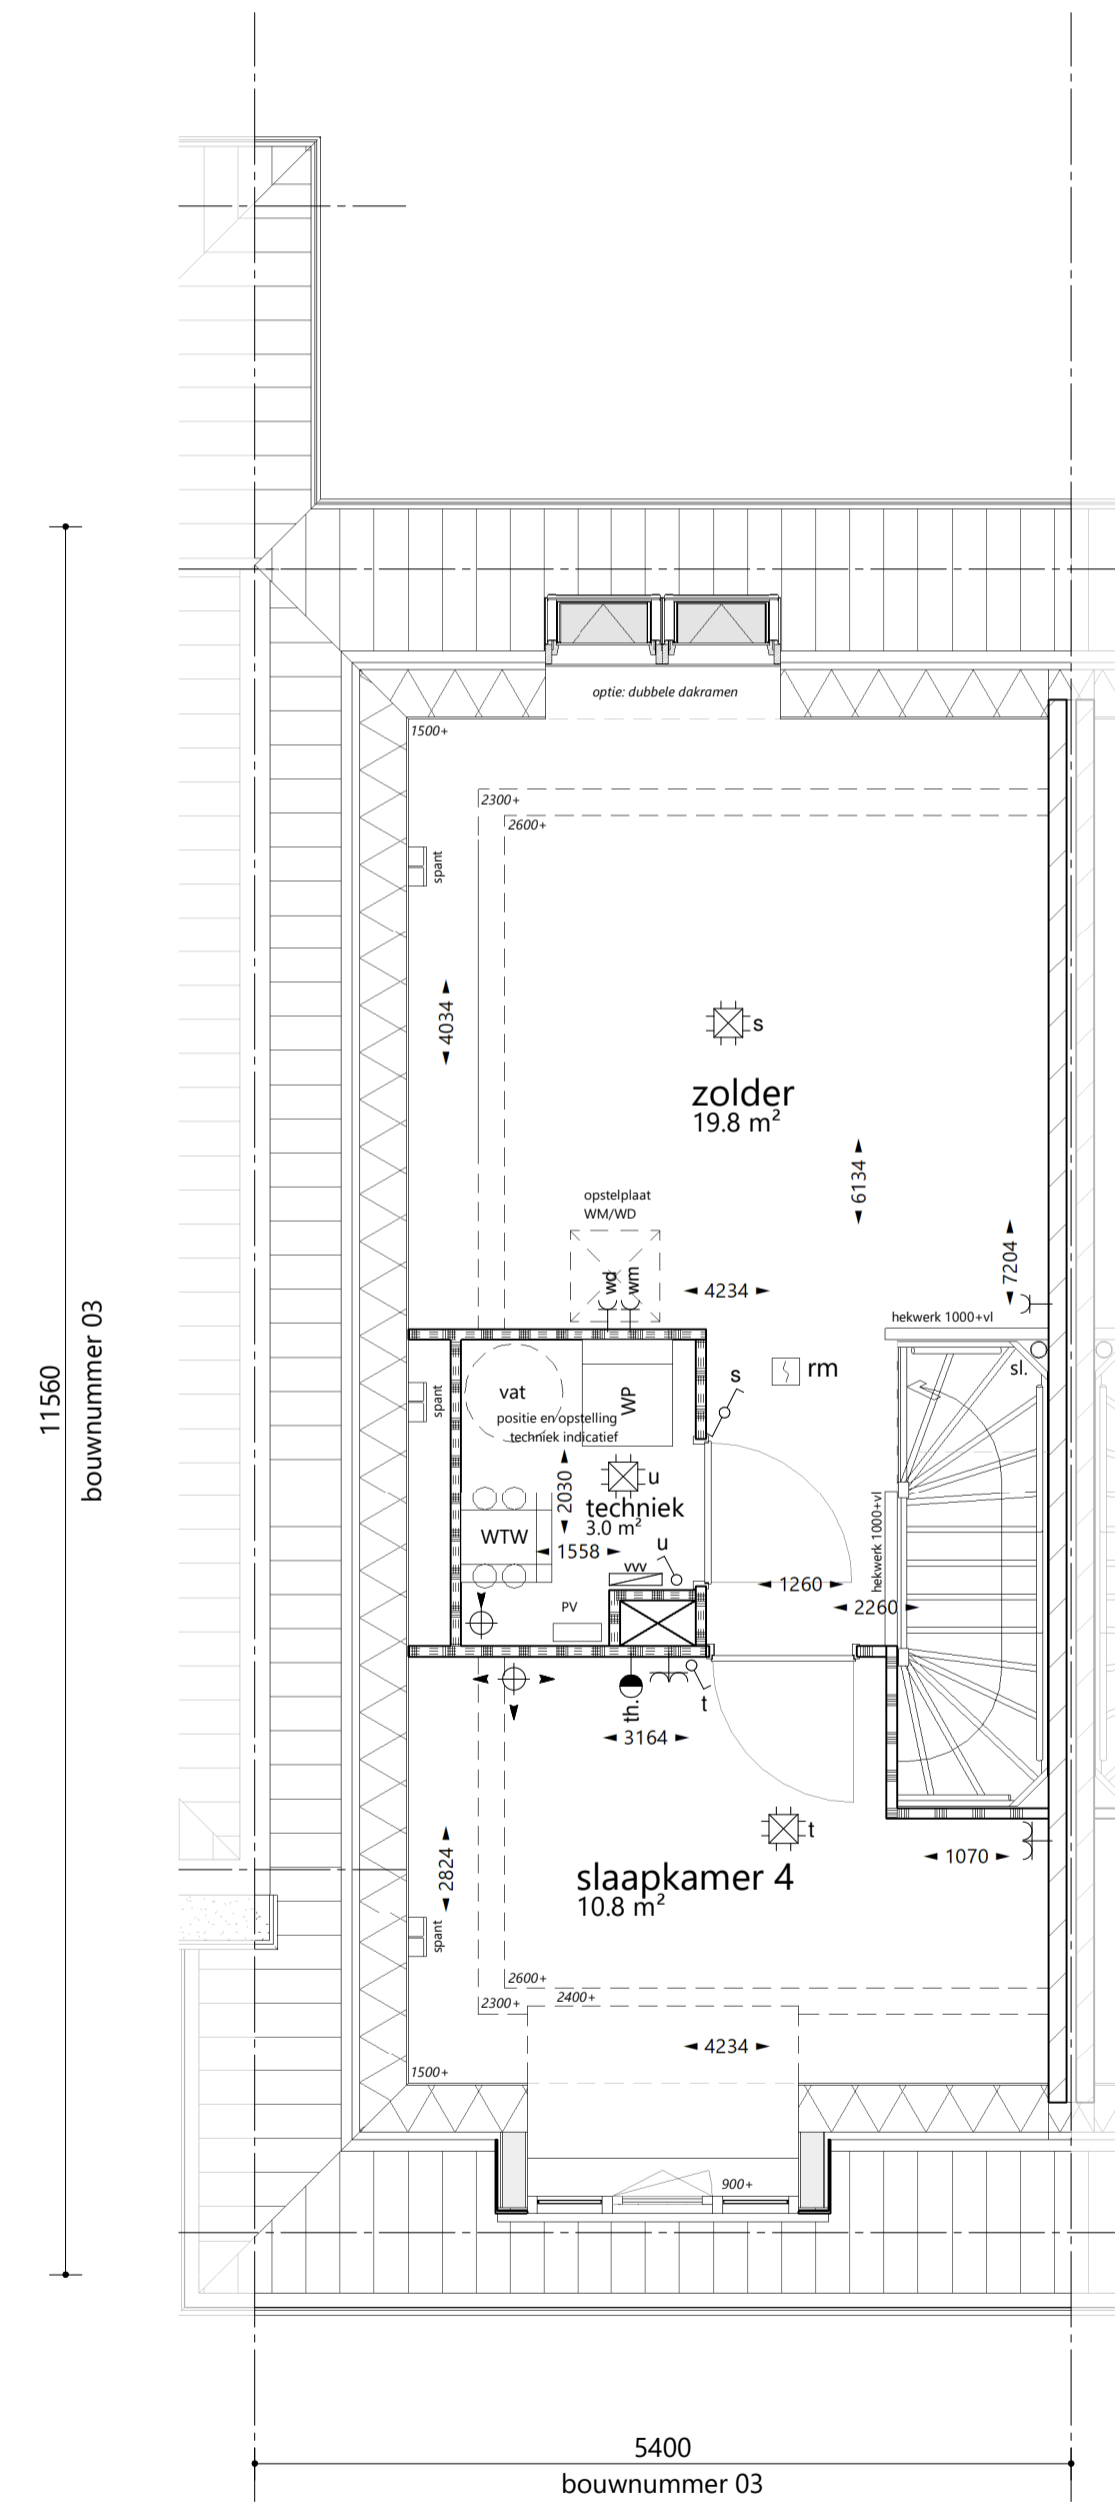 optie: dubbele dakramen
1500+
2300+
2600+
spant
4034
s
zolder
19.8 m²
6134
opstelplaat
WM/WD
wd
wm
4234
7204
hekwerk 1000+vl
sl.
rm
s
vat
WP
spant
positie en opstelling
techniek indicatief
2030
u
techniek
3.0 m²
WTW
1558
u
vvv
hekwerk 1000+vl
1260
2260
PV
th.
t
3164
t
1070
2824
slaapkamer 4
10.8 m²
spant
2600+
2400+
2300+
4234
1500+
900+
11560
bouwnummer 03
5400
bouwnummer 03